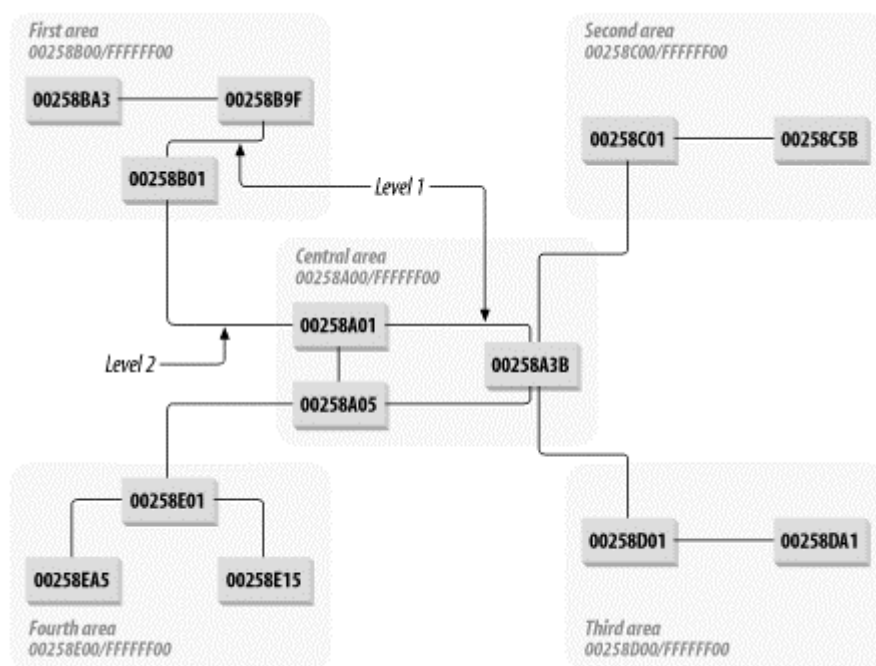 First area
00258B00/FFFFFF00
00258BA3
00258B9F
00258B01
Second area
00258C00/FFFFFF00
00258C01
00258C5B
Level 1
Central area
00258A00/FFFFFF00
00258A01
00258A3B
00258A05
Level 2
00258E01
00258EA5
00258E15
Fourth area
00258E00/FFFFFF00
00258D01
00258DA1
Third area
00258D00/FFFFFF00